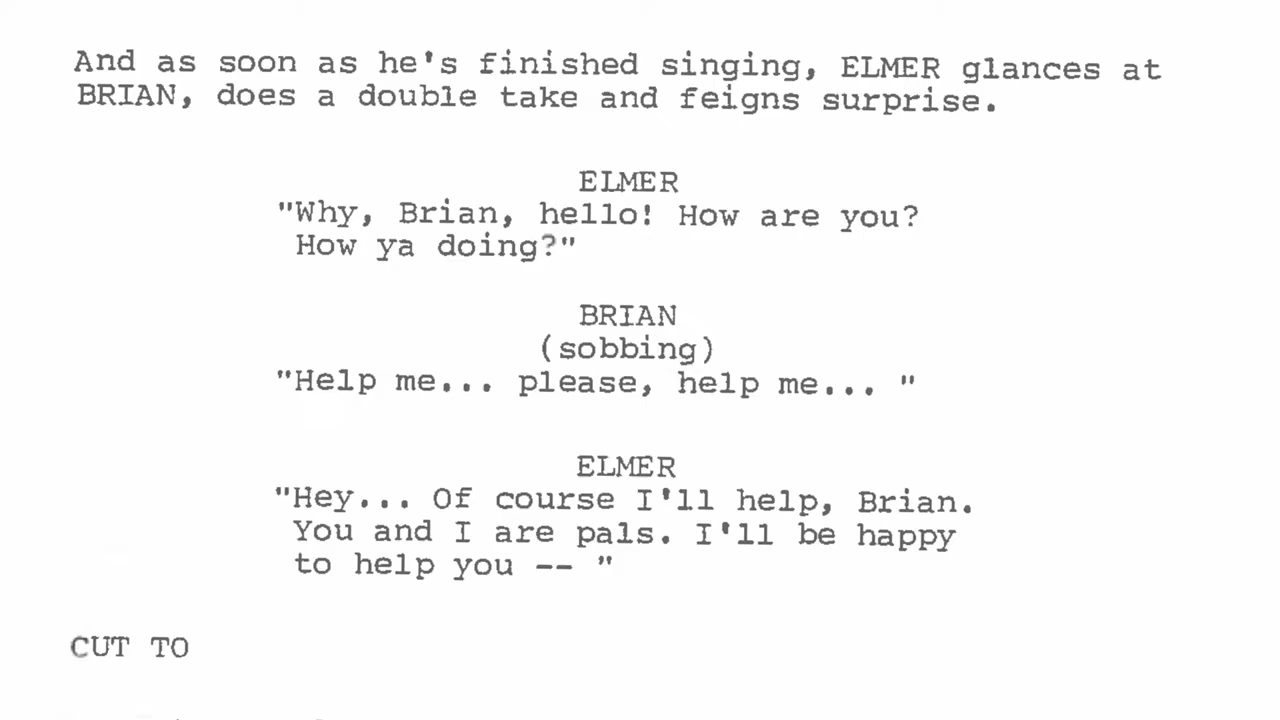 And as soon as he's finished singing, ELMER glances at
BRIAN, does a double take and feigns surprise.
ELMER
"Why, Brian, hello! How are you?
How ya doing?"
BRIAN
(sobbing)
"Help me... please, help me... "
ELMER
"Hey... Of course I'll help, Brian.
You and I are pals. I'll be happy
to help you -- "
CUT TO